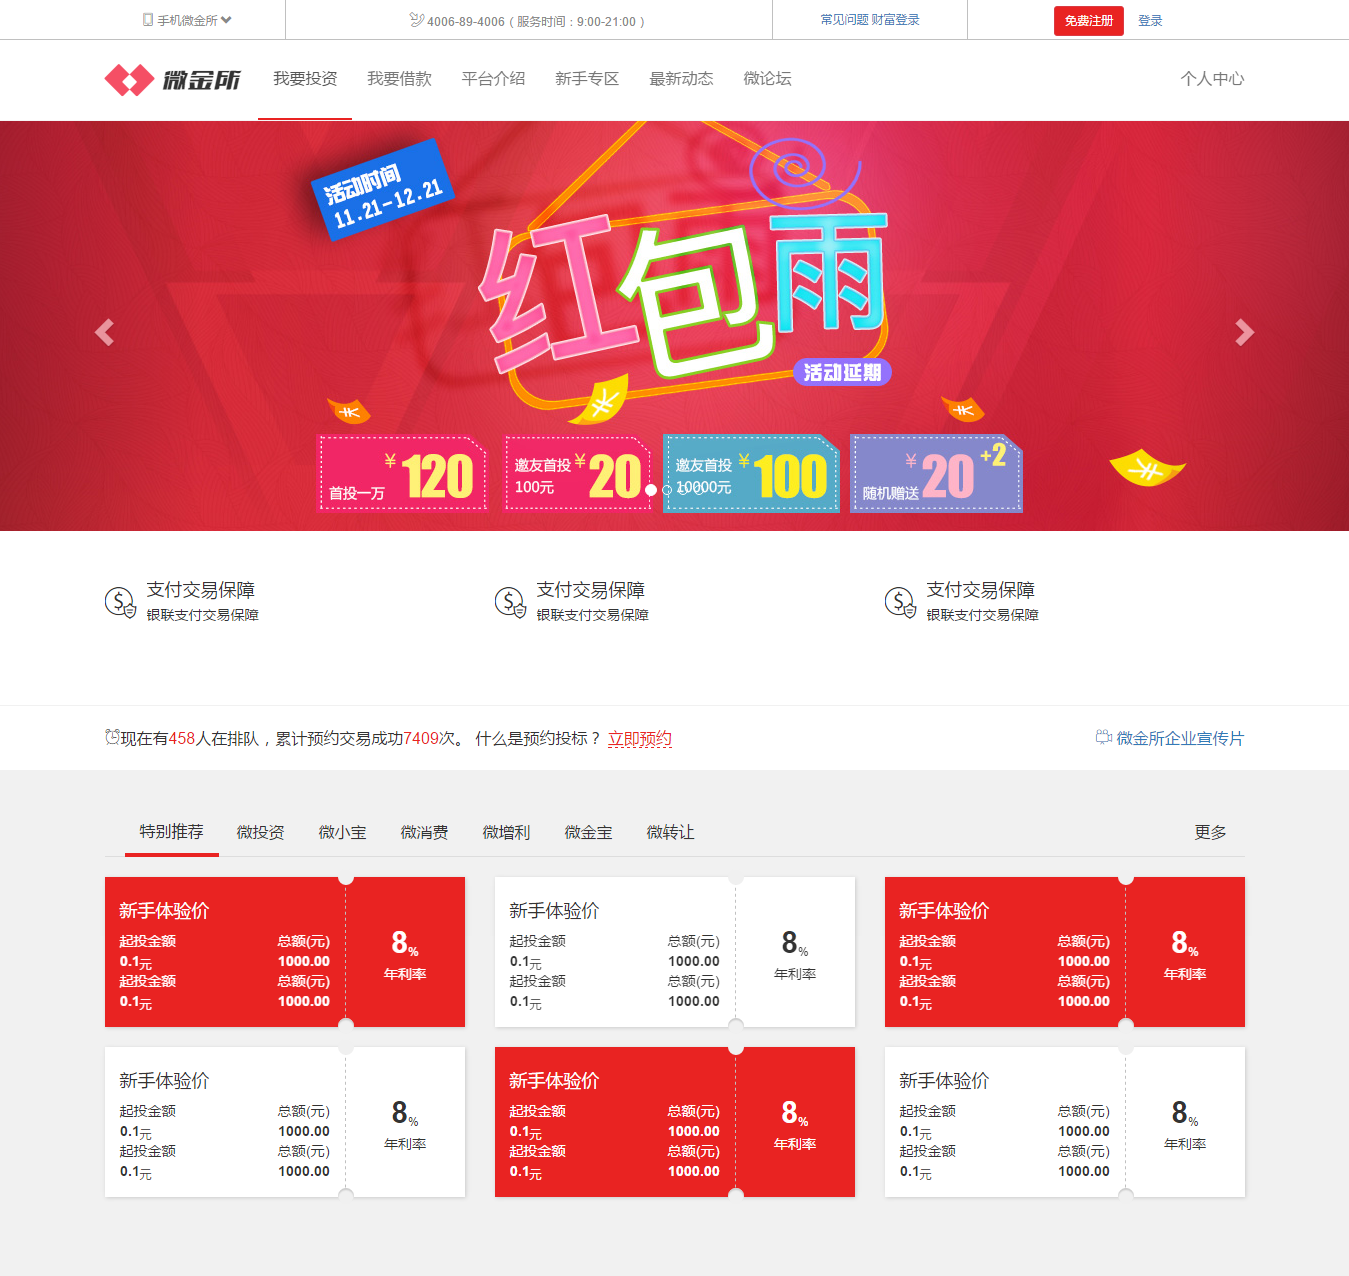 手机微金所
4006-89-4006（服务时间：9:00-21:00）
常见问题 财富登录
免费注册
登录
微金所
我要投资
我要借款
平台介绍
新手专区
最新动态
微论坛
个人中心
活动时间
11.21-12.21
红包雨
活动延期
首投一万
¥120
邀友首投
100元
¥20
邀友首投
10000元
¥100
随机赠送
¥20+2
支付交易保障
银联支付交易保障
支付交易保障
银联支付交易保障
支付交易保障
银联支付交易保障
现在有458人在排队，累计预约交易成功7409次。 什么是预约投标？ 立即预约
微金所企业宣传片
特别推荐
微投资
微小宝
微消费
微增利
微金宝
微转让
更多
新手体验价
起投金额 总额(元)
0.1元 1000.00
起投金额 总额(元)
0.1元 1000.00
8%
年利率
新手体验价
起投金额 总额(元)
0.1元 1000.00
起投金额 总额(元)
0.1元 1000.00
8%
年利率
新手体验价
起投金额 总额(元)
0.1元 1000.00
起投金额 总额(元)
0.1元 1000.00
8%
年利率
新手体验价
起投金额 总额(元)
0.1元 1000.00
起投金额 总额(元)
0.1元 1000.00
8%
年利率
新手体验价
起投金额 总额(元)
0.1元 1000.00
起投金额 总额(元)
0.1元 1000.00
8%
年利率
新手体验价
起投金额 总额(元)
0.1元 1000.00
起投金额 总额(元)
0.1元 1000.00
8%
年利率